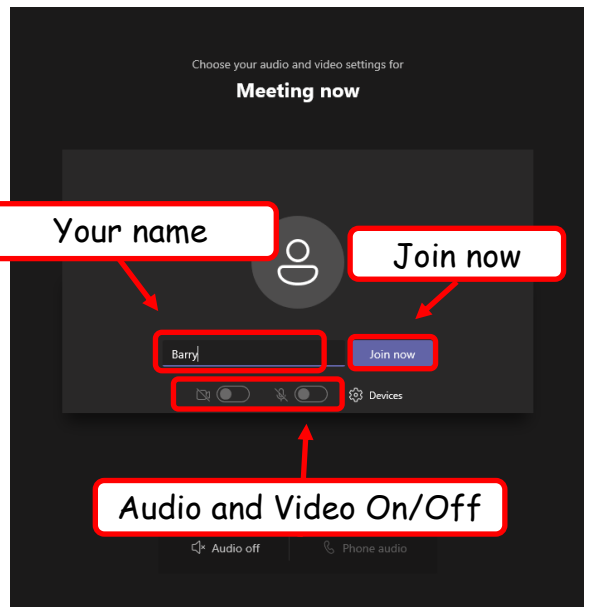 Choose your audio and video settings for
Meeting now
Your name
Join now
Barry
Join now
Devices
Audio and Video On/Off
Audio off
Phone audio